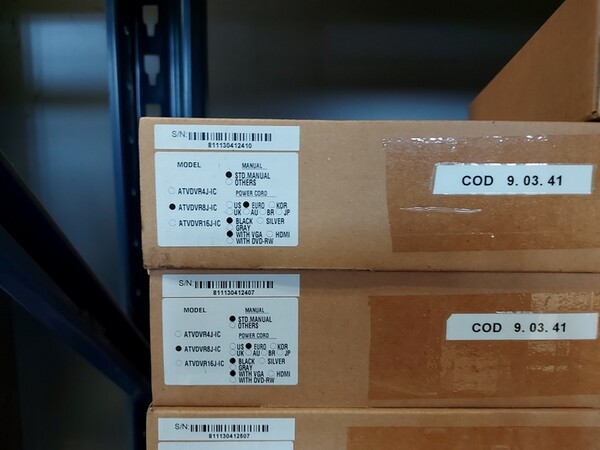 S/N:
811130412410
MODEL MANUAL
STD.MANUAL
OTHERS
ATVDVR4J-IC POWER CORD
ATVDVR8J-IC US EURO KOR
UK AU BR JP
ATVDVR16J-IC BLACK SILVER
GRAY
WITH VGA HDMI
WITH DVD-RW
COD 9. 03. 41
S/N:
811130412407
MODEL MANUAL
STD.MANUAL
OTHERS
ATVDVR4J-IC POWER CORD
ATVDVR8J-IC US EURO KOR
UK AU BR JP
ATVDVR16J-IC BLACK SILVER
GRAY
WITH VGA HDMI
WITH DVD-RW
COD 9. 03. 41
S/N:
811130412507